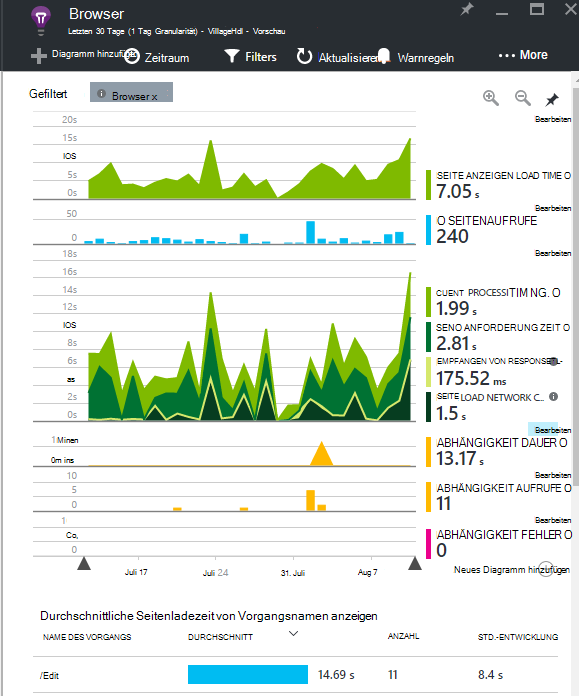 Browser
Letzten 30 Tage (1 Tag Granularität) - VillageHdl - Vorschau
Diagramm hinzufüge Zeitraum Filters Aktualisieren Warnregeln ••• More
Gefiltert Browser x
Bearbeiten
20s
15s
IOS
5s
0s
SEITE ANZEIGEN LOAD TIME O
7.05 s
Bearbeiten
50
0
O SEITENAUFRUFE
240
Bearbeiten
18s
16s
14s
12s
IOS
8s
6s
as
2s
0s
CUENT PROCESSITIM NG. O
1.99 s
SENO ANFORDERUNG ZEIT O
2.81 s
EMPFANGEN VON RESPONSE
175.52 ms
SEITE LOAD NETWORK C...
1.5 s
Bearbeiten
1 Minen
0m ins
ABHÄNGIGKEIT DAUER O
13.17 s
Bearbeiten
10
5
0
ABHÄNGIGKEIT AUFRUFE O
11
Bearbeiten
1
Co,
0
ABHÄNGIGKEIT FEHLER O
0
Juli 17 Juli 24 31. Juli Aug 7
Neues Diagramm hinzufügen
Durchschnittliche Seitenladezeit von Vorgangsnamen anzeigen
NAME DES VORGANGS DURCHSCHNITT ANZAHL STD.-ENTWICKLUNG
/Edit 14.69 s 11 8.4 s